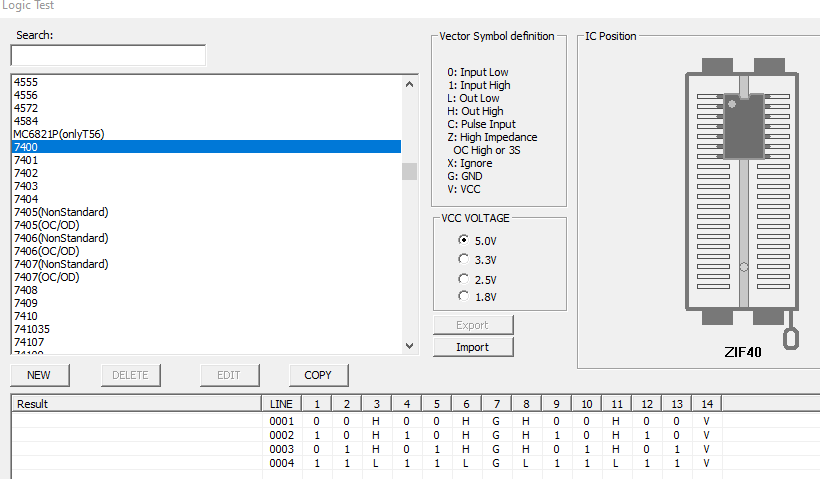 Logic Test
Search:
4555
4556
4572
4584
MC6821P(onlyT56)
7400
7401
7402
7403
7404
7405(NonStandard)
7405(OC/OD)
7406(NonStandard)
7406(OC/OD)
7407(NonStandard)
7407(OC/OD)
7408
7409
7410
741035
74107
Vector Symbol definition
0: Input Low
1: Input High
L: Out Low
H: Out High
C: Pulse Input
Z: High Impedance
OC High or 3S
X: Ignore
G: GND
V: VCC
VCC VOLTAGE
5.0V
3.3V
2.5V
1.8V
Export
Import
IC Position
ZIF40
NEW DELETE EDIT COPY
Result LINE 1 2 3 4 5 6 7 8 9 10 11 12 13 14
0001 0 0 H 0 0 H G H 0 0 H 0 0 V
0002 1 0 H 1 0 H G H 1 0 H 1 0 V
0003 0 1 H 0 1 H G H 0 1 H 0 1 V
0004 1 1 L 1 1 L G L 1 1 L 1 1 V